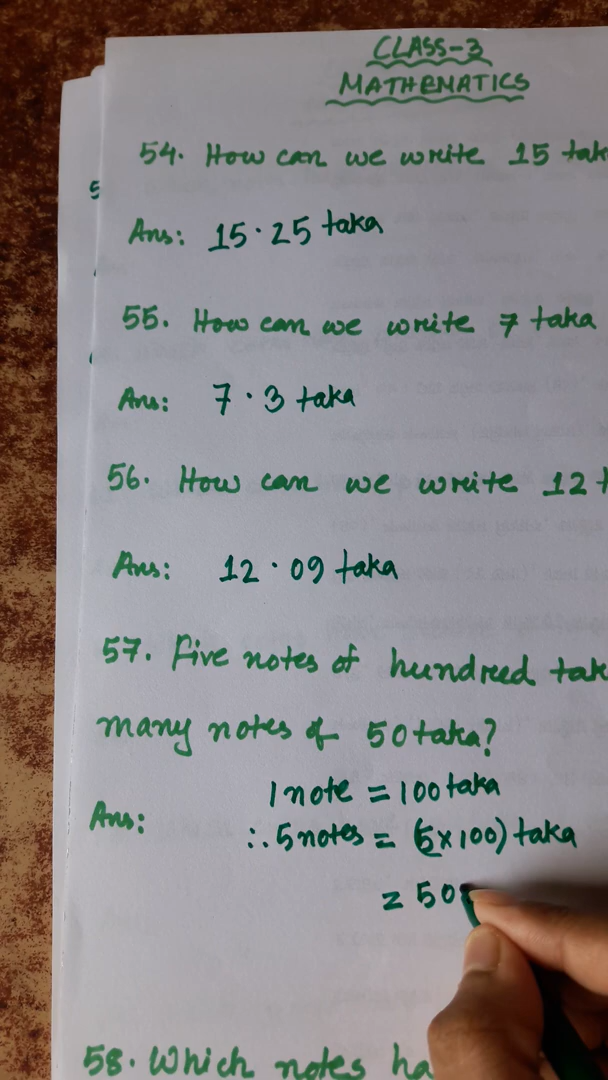 CLASS-3
MATHEMATICS
54. How can we write 15 tak
Ans: 15.25 taka
55. How can we write 7 taka
Ans: 7.3 taka
56. How can we write 12 t
Ans: 12.09 taka
57. Five notes of hundred tak
many notes of 50 taka?
Ans: 1 note = 100 taka
∴ 5 notes = (5×100) taka
= 50
58. Which notes ha